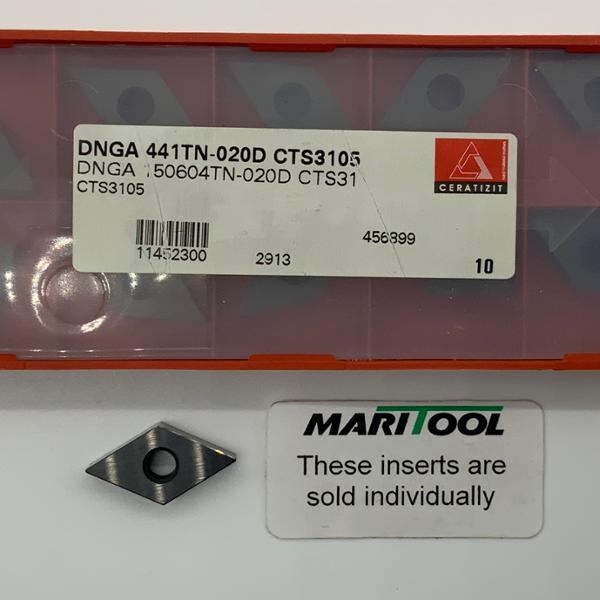 DNGA 441TN-020D CTS3105
DNGA 150604TN-020D CTS31
CTS3105
CERATIZIT
456899
11452300
2913
10
MARITOOL
These inserts are
sold individually